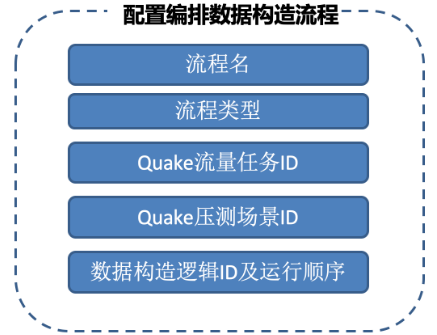 配置编排数据构造流程
流程名
流程类型
Quake流量任务ID
Quake压测场景ID
数据构造逻辑ID及运行顺序